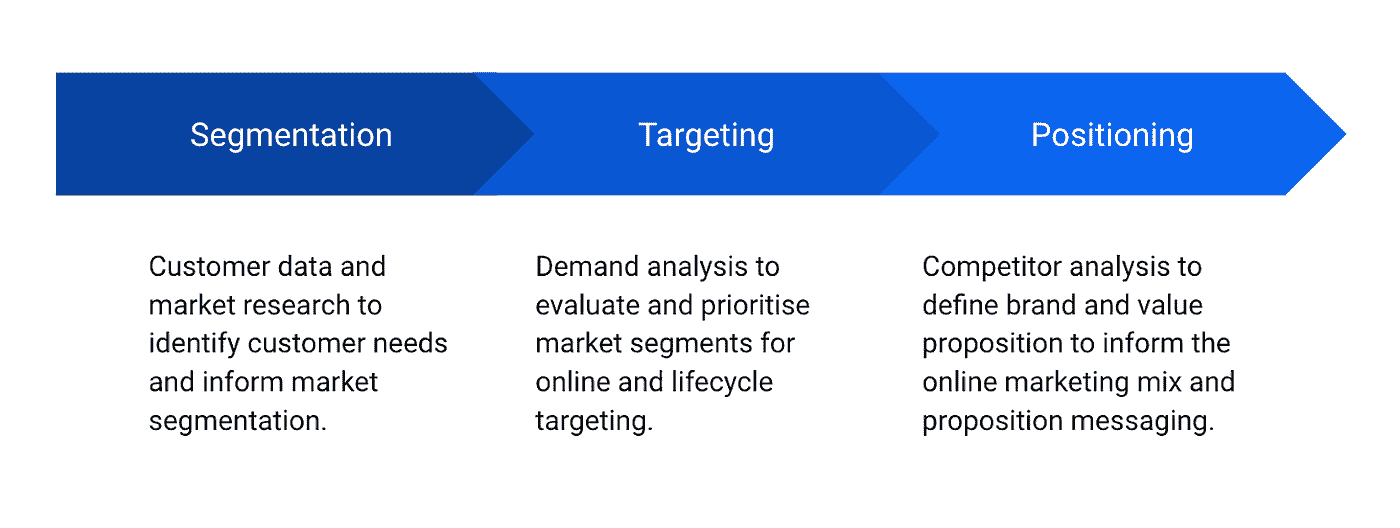 Segmentation
Targeting
Positioning
Customer data and
market research to
identify customer needs
and inform market
segmentation.
Demand analysis to
evaluate and prioritise
market segments for
online and lifecycle
targeting.
Competitor analysis to
define brand and value
proposition to inform the
online marketing mix and
proposition messaging.